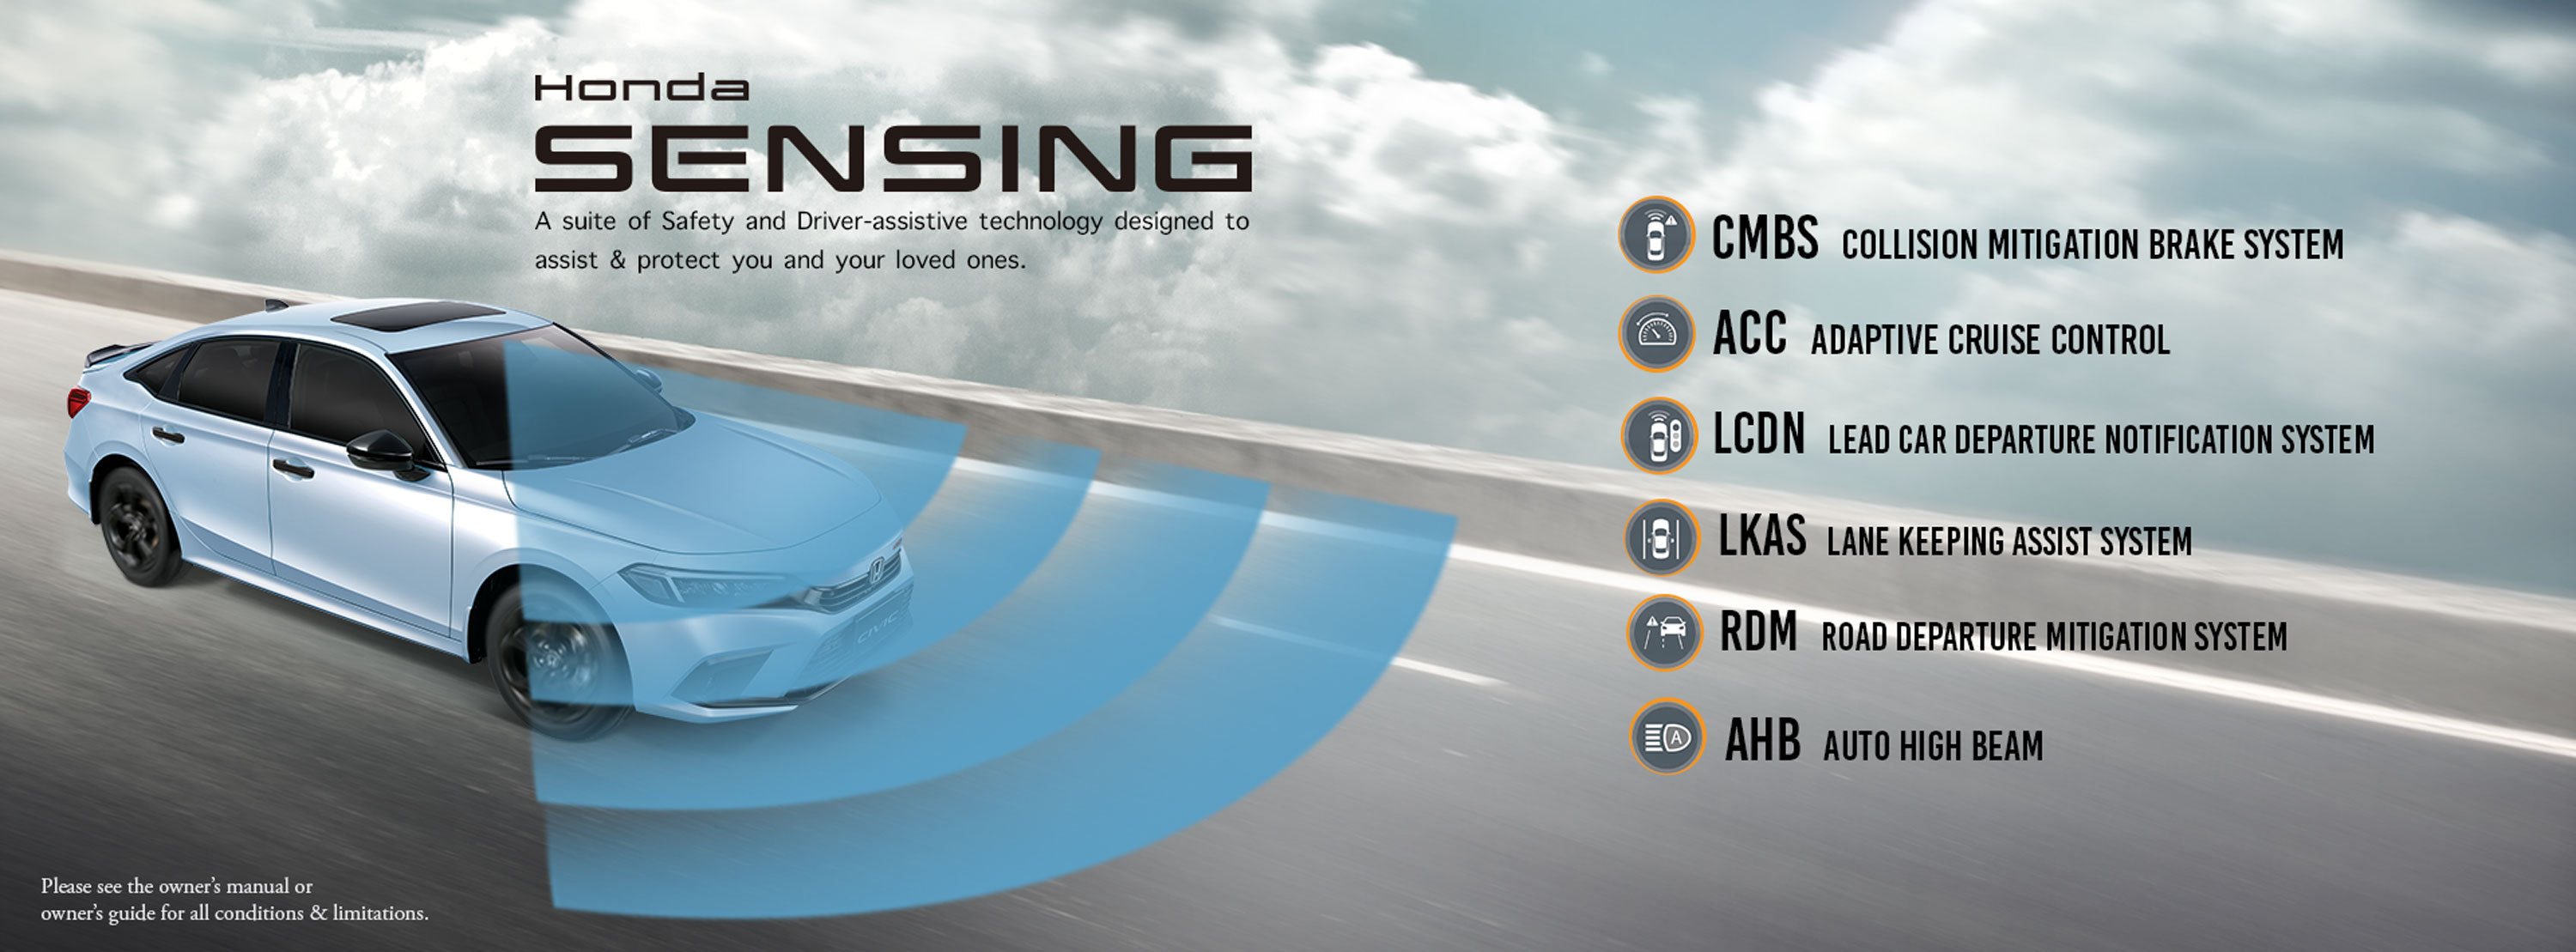 Honda
SENSING
A suite of Safety and Driver-assistive technology designed to
assist & protect you and your loved ones.
CMBS COLLISION MITIGATION BRAKE SYSTEM
ACC ADAPTIVE CRUISE CONTROL
LCDN LEAD CAR DEPARTURE NOTIFICATION SYSTEM
LKAS LANE KEEPING ASSIST SYSTEM
RDM ROAD DEPARTURE MITIGATION SYSTEM
A
AHB AUTO HIGH BEAM
CIVIC
Please see the owner's manual or
owner's guide for all conditions & limitations.